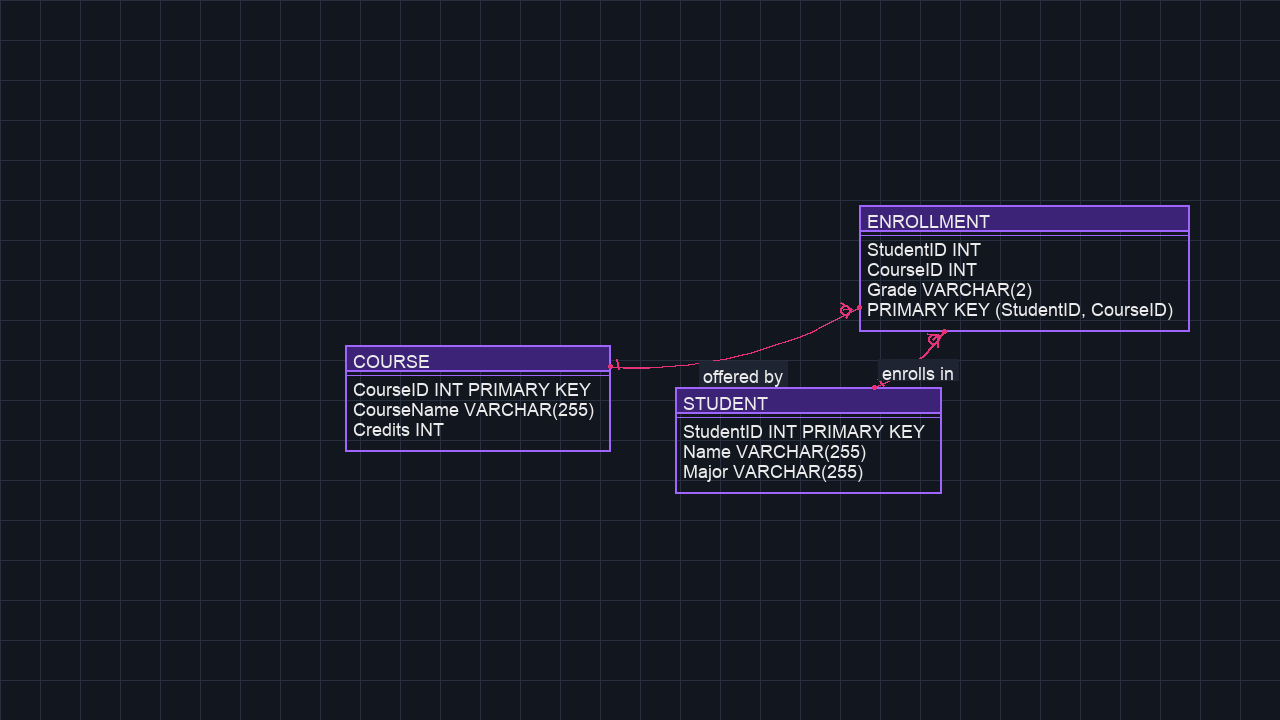 ENROLLMENT
StudentID INT
CourseID INT
Grade VARCHAR(2)
PRIMARY KEY (StudentID, CourseID)
COURSE
CourseID INT PRIMARY KEY
CourseName VARCHAR(255)
Credits INT
offered by
enrolls in
STUDENT
StudentID INT PRIMARY KEY
Name VARCHAR(255)
Major VARCHAR(255)